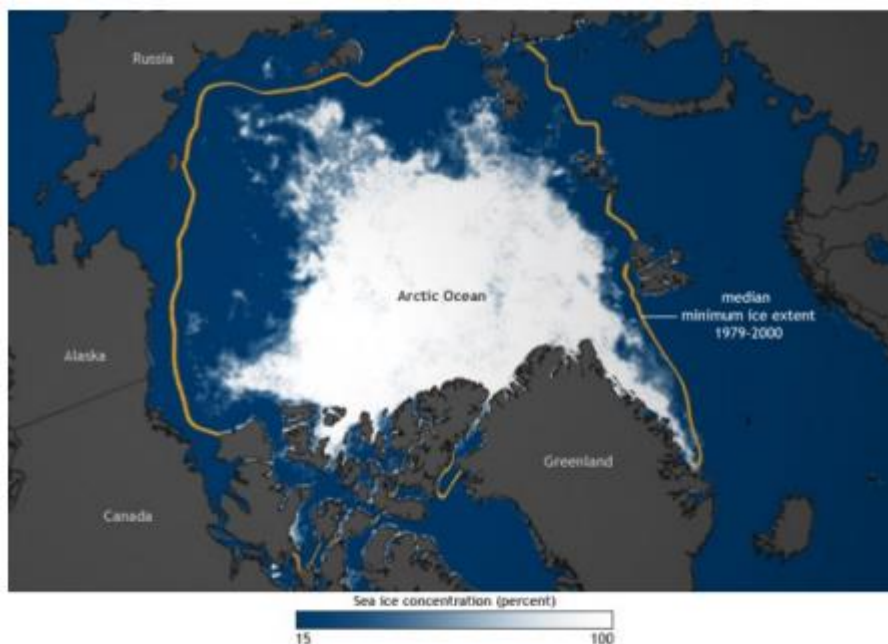 Russia
Arctic Ocean
median
minimum ice extent
1979-2000
Alaska
Greenland
Canada
Sea ice concentration (percent)
15
100